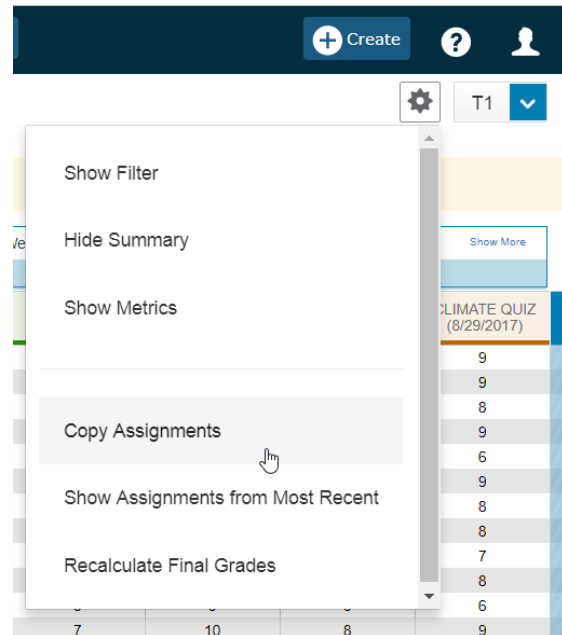 Create
?
T1
Show Filter
Hide Summary
Show Metrics
Copy Assignments
Show Assignments from Most Recent
Recalculate Final Grades
Show More
CLIMATE QUIZ
(8/29/2017)
9
9
8
9
6
9
8
8
7
8
6
7 10 8 9